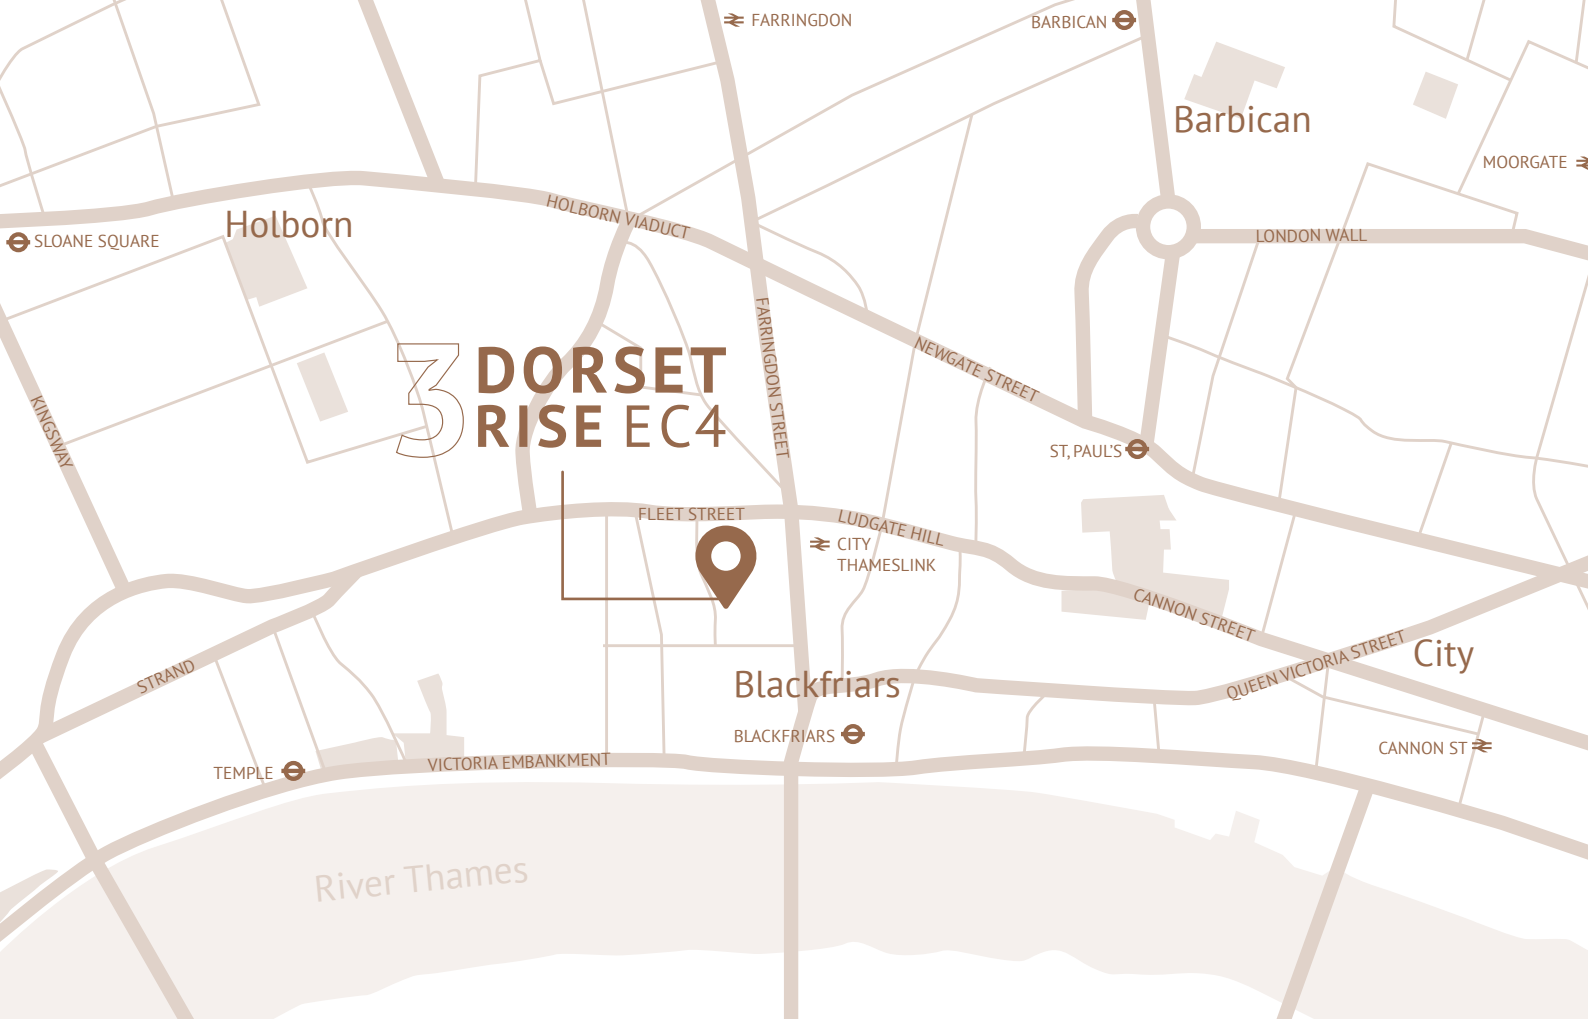 FARRINGDON
BARBICAN
Barbican
MOORGATE
HOLBORN VIADUCT
Holborn
SLOANE SQUARE
LONDON WALL
FARRINGDON STREET
NEWGATE STREET
3 DORSET
RISE EC4
KINGSWAY
ST, PAUL'S
FLEET STREET
LUDGATE HILL
CITY
THAMESLINK
CANNON STREET
QUEEN VICTORIA STREET
City
STRAND
Blackfriars
BLACKFRIARS
CANNON ST
TEMPLE
VICTORIA EMBANKMENT
River Thames